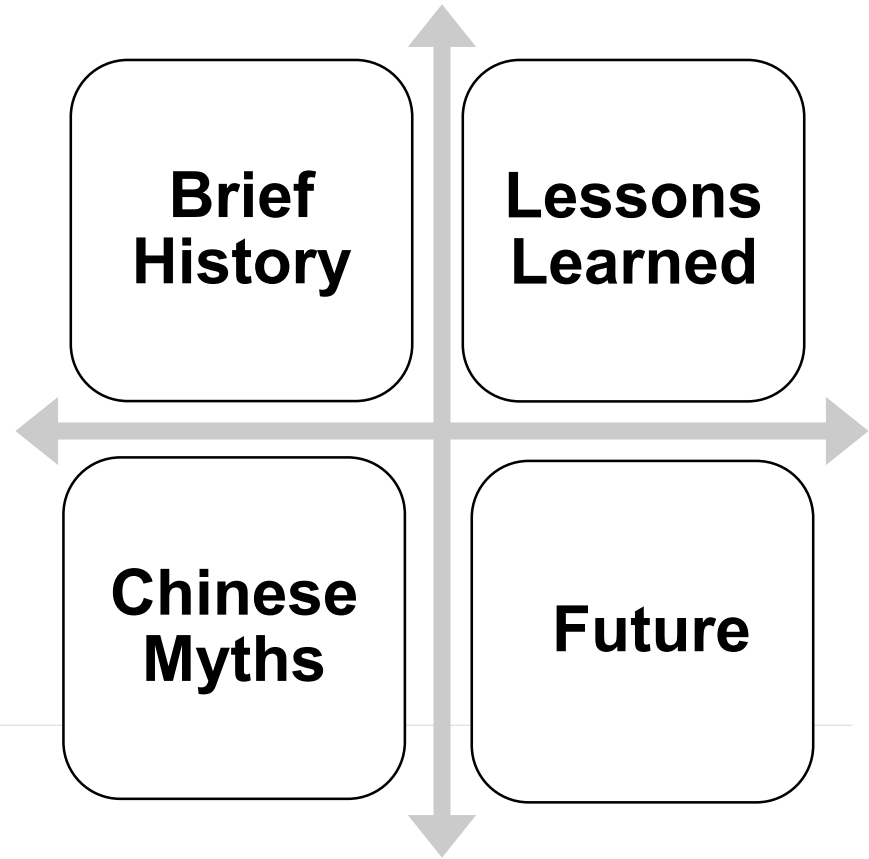 Brief
History
Lessons
Learned
Chinese
Myths
Future